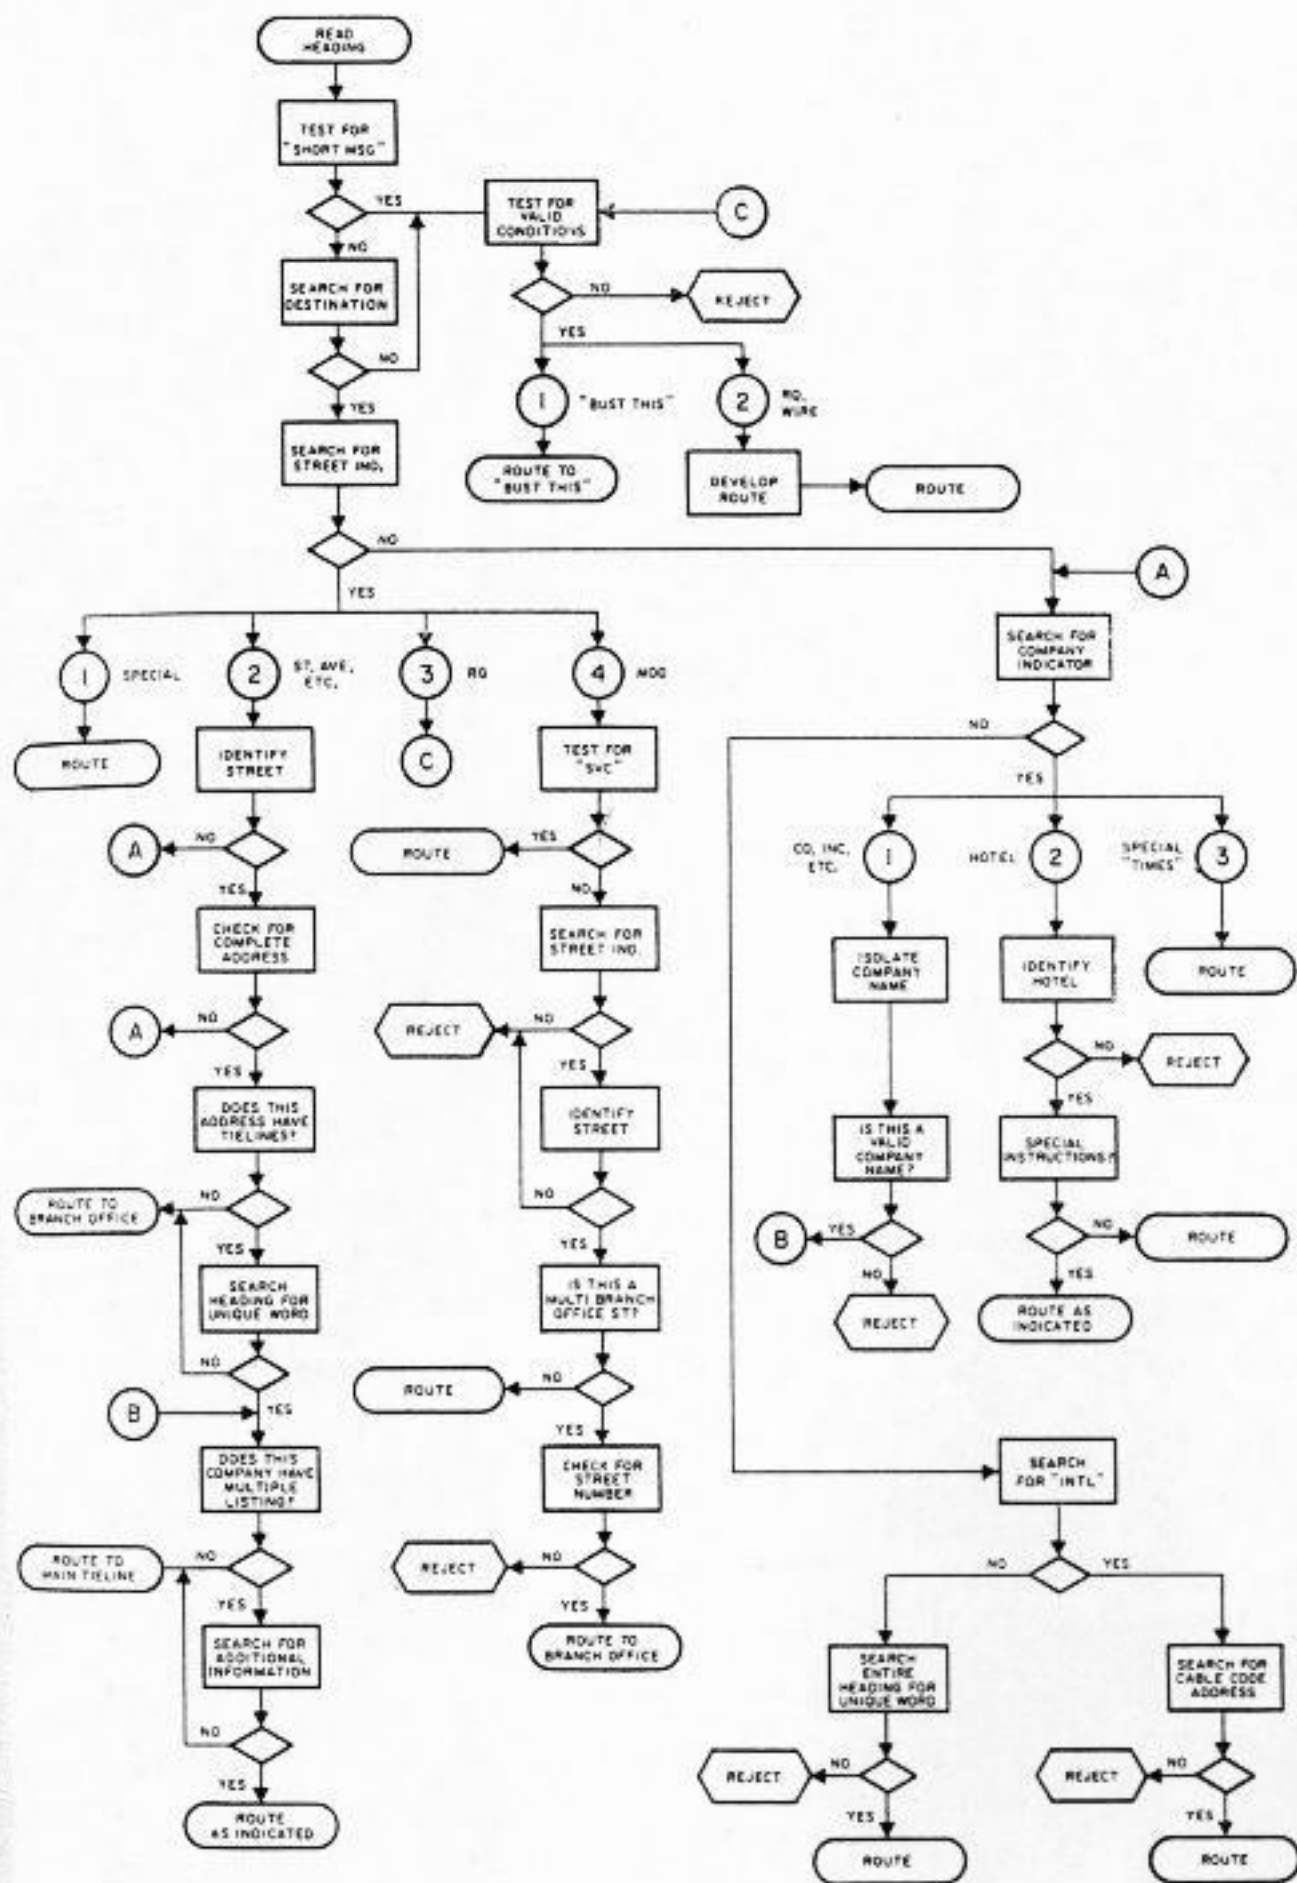 READ
HEADING
TEST FOR
"SHORT MSG"
YES
NO
TEST FOR
VALID
CONDITIONS
C
SEARCH FOR
DESTINATION
NO
YES
NO
REJECT
YES
1
"BUST THIS"
2
RQ,
WIRE
SEARCH FOR
STREET IND.
ROUTE TO
"BUST THIS"
DEVELOP
ROUTE
ROUTE
NO
YES
A
1
SPECIAL
2
ST, AVE,
ETC.
3
RQ
4
MOD
SEARCH FOR
COMPANY
INDICATOR
ROUTE
IDENTIFY
STREET
C
TEST FOR
"SVC"
NO
YES
A
NO
YES
ROUTE
YES
NO
CO, INC,
ETC.
1
HOTEL
2
SPECIAL
"TIMES"
3
CHECK FOR
COMPLETE
ADDRESS
SEARCH FOR
STREET IND.
ISOLATE
COMPANY
NAME
IDENTIFY
HOTEL
ROUTE
A
NO
YES
REJECT
NO
YES
NO
REJECT
YES
DOES THIS
ADDRESS HAVE
TIELINES?
IDENTIFY
STREET
IS THIS A
VALID
COMPANY
NAME?
SPECIAL
INSTRUCTIONS?
ROUTE TO
BRANCH OFFICE
NO
YES
NO
YES
B
YES
NO
REJECT
NO
ROUTE
YES
ROUTE AS
INDICATED
SEARCH
HEADING FOR
UNIQUE WORD
IS THIS A
MULTI BRANCH
OFFICE ST?
NO
YES
B
ROUTE
NO
YES
DOES THIS
COMPANY HAVE
MULTIPLE
LISTING?
CHECK FOR
STREET
NUMBER
SEARCH
FOR "INTL"
ROUTE TO
MAIN TIELINE
NO
YES
REJECT
NO
YES
NO
YES
SEARCH FOR
ADDITIONAL
INFORMATION
ROUTE TO
BRANCH OFFICE
SEARCH
ENTIRE
HEADING FOR
UNIQUE WORD
SEARCH FOR
CABLE CODE
ADDRESS
NO
YES
REJECT
NO
YES
REJECT
NO
YES
ROUTE
AS INDICATED
ROUTE
ROUTE